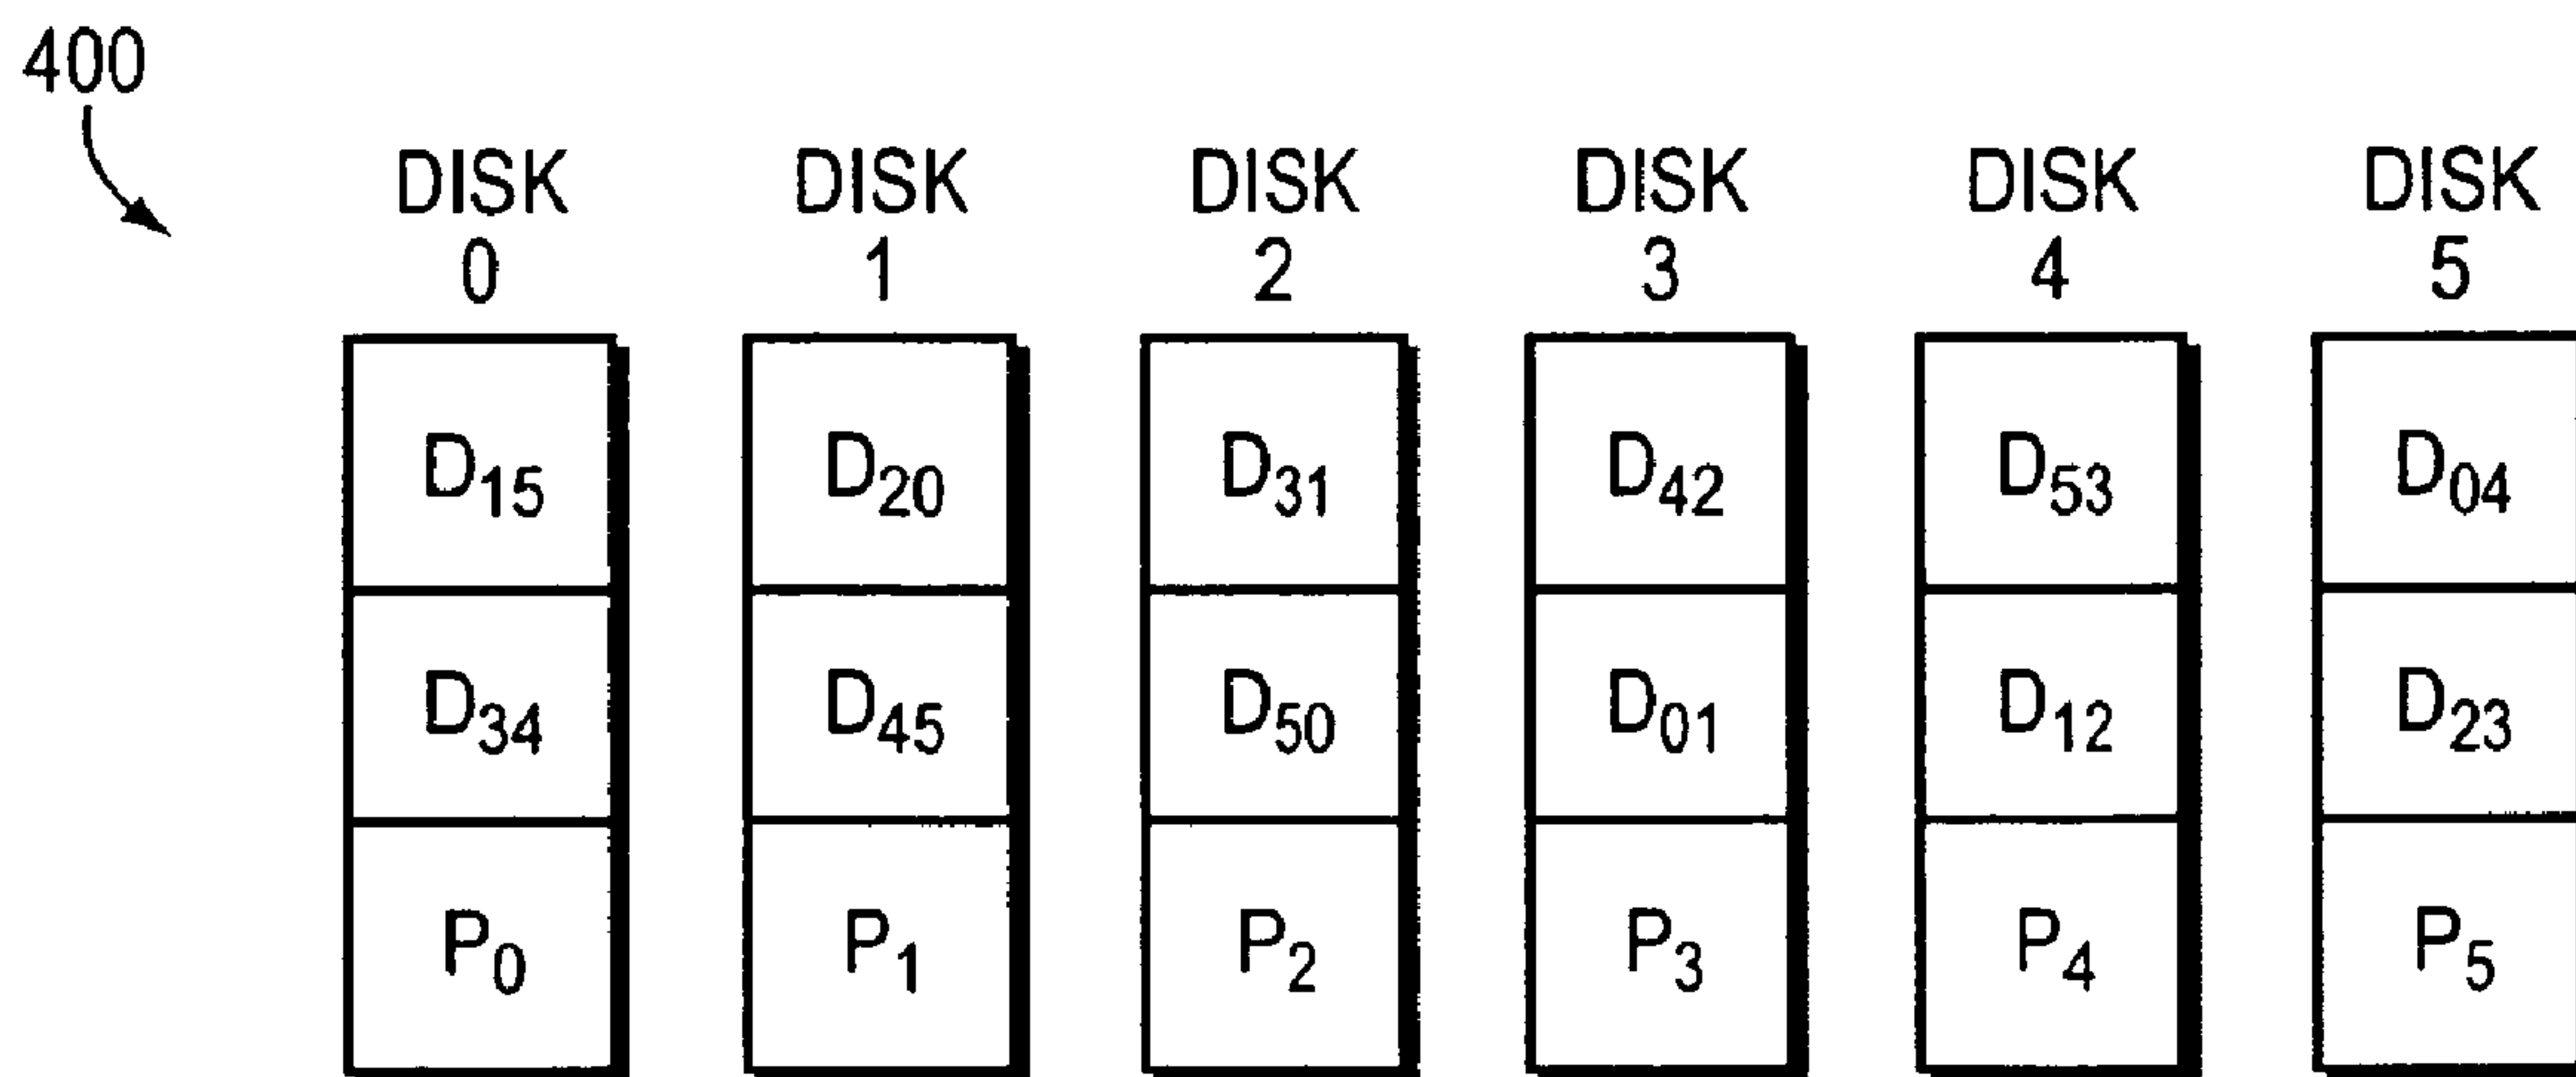 400
DISK DISK DISK DISK DISK DISK
0 1 2 3 4 5
D₁₅ D₂₀ D₃₁ D₄₂ D₅₃ D₀₄
D₃₄ D₄₅ D₅₀ D₀₁ D₁₂ D₂₃
P₀ P₁ P₂ P₃ P₄ P₅